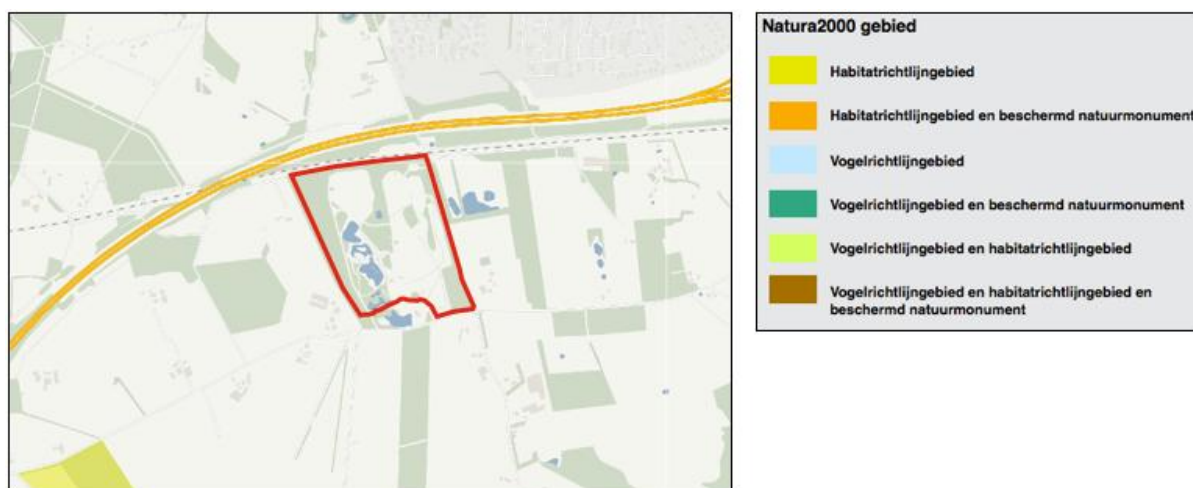 Natura2000 gebied
Habitatrichtlijngebied
Habitatrichtlijngebied en beschermd natuurmonument
Vogelrichtlijngebied
Vogelrichtlijngebied en beschermd natuurmonument
Vogelrichtlijngebied en habitatrichtlijngebied
Vogelrichtlijngebied en habitatrichtlijngebied en
beschermd natuurmonument